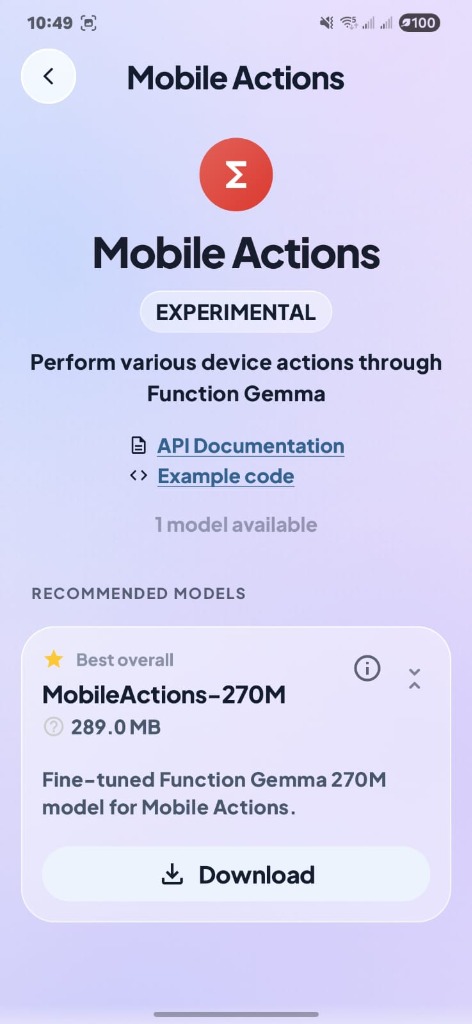 10:49
100
Mobile Actions
Σ
Mobile Actions
EXPERIMENTAL
Perform various device actions through
Function Gemma
API Documentation
Example code
1 model available
RECOMMENDED MODELS
Best overall
MobileActions-270M
289.0 MB
Fine-tuned Function Gemma 270M
model for Mobile Actions.
Download